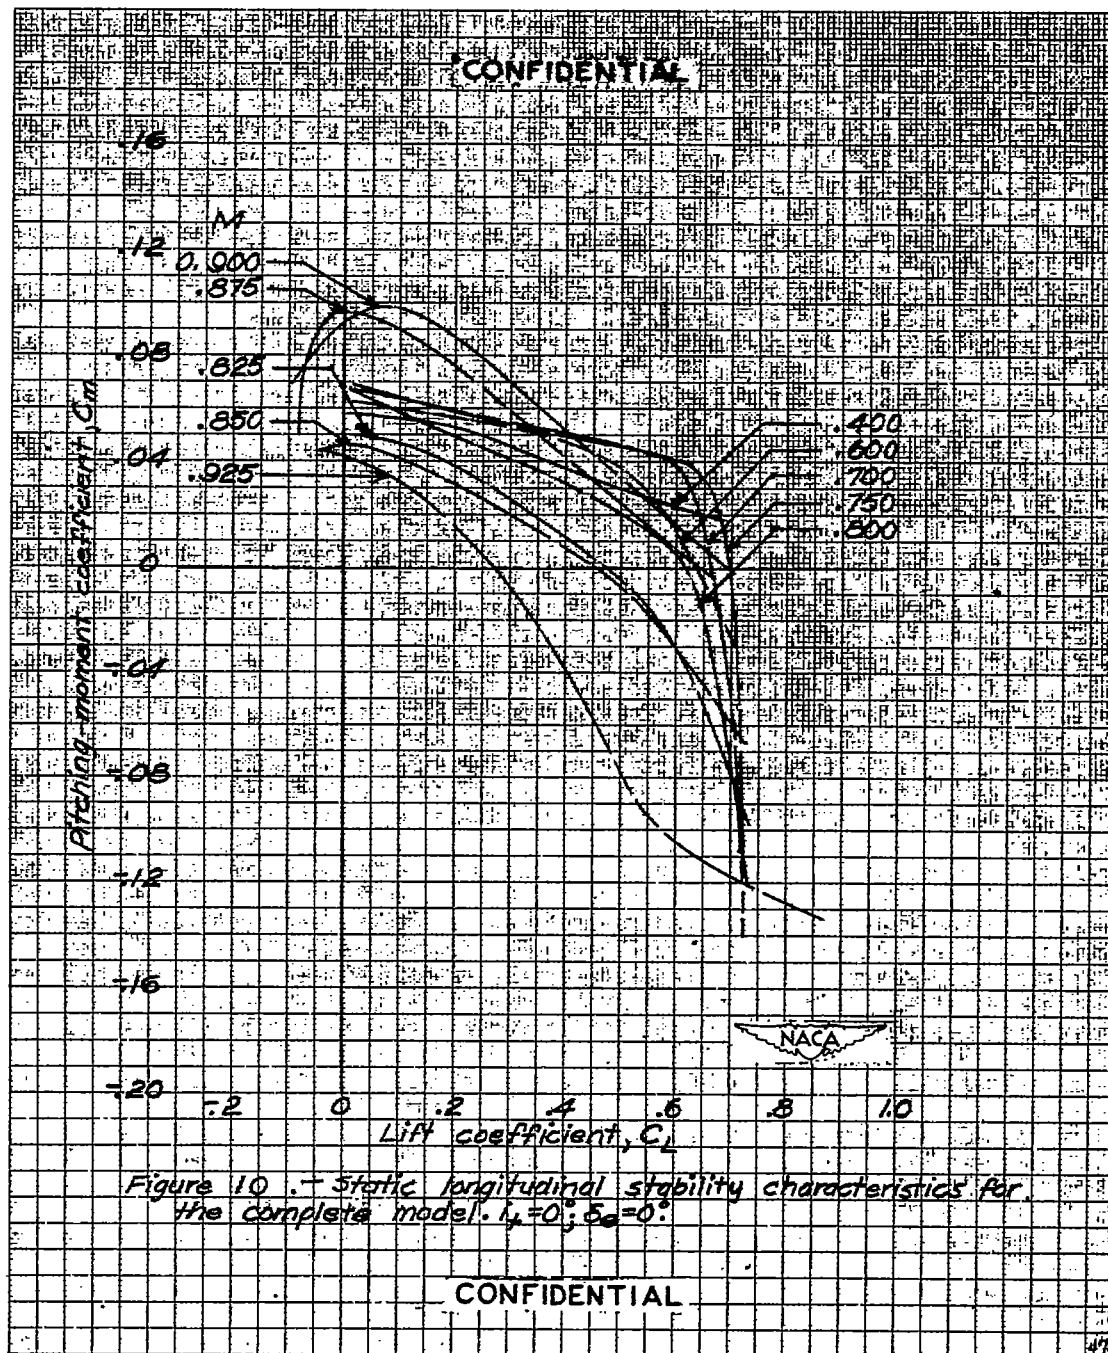 CONFIDENTIAL
.16
.12
.08
.04
0
-.04
-.08
-.12
-.16
-.20
Pitching-moment coefficient, Cm
M
0.900
.875
.825
.850
.925
.400
.600
.700
.750
.800
NACA
-.2 0 .2 .4 .6 .8 1.0
Lift coefficient, CL
Figure 10 .- Static longitudinal stability characteristics for
the complete model. it=0°; δe=0°.
CONFIDENTIAL
47